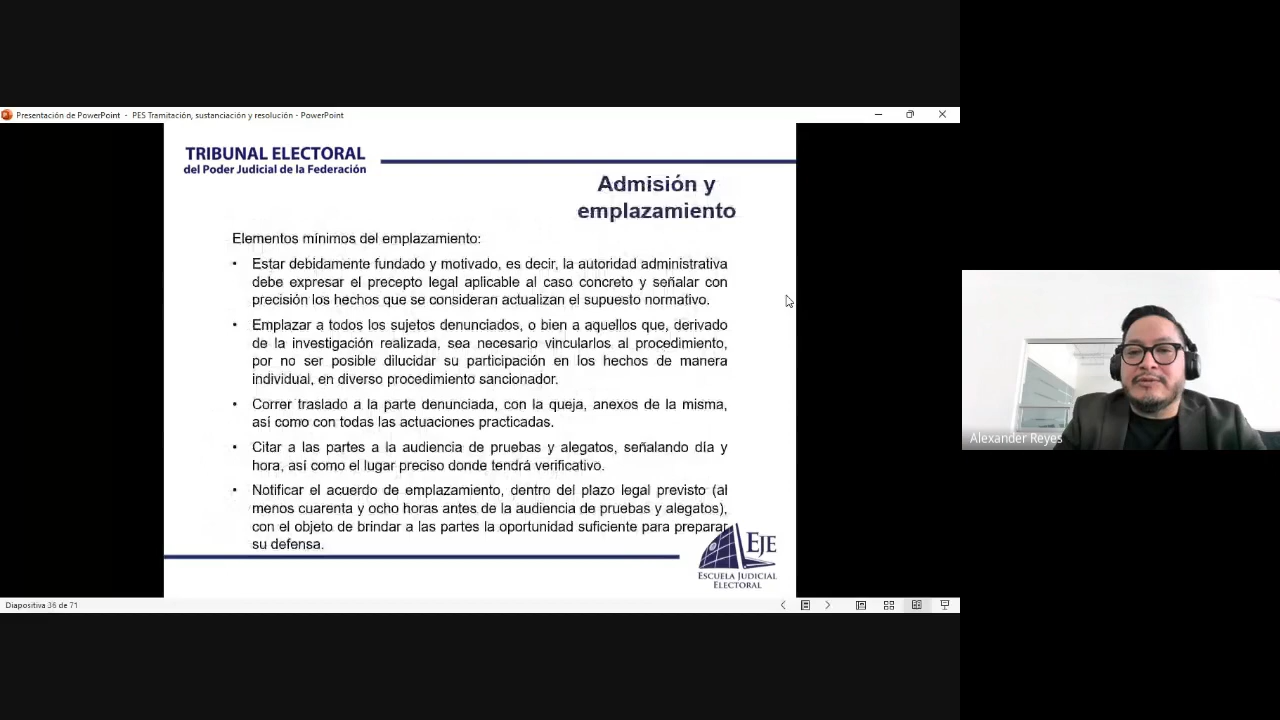 Presentación de PowerPoint - PES Tramitación, sustanciación y resolución - PowerPoint
TRIBUNAL ELECTORAL
del Poder Judicial de la Federación
Admisión y
emplazamiento
Elementos mínimos del emplazamiento:
• Estar debidamente fundado y motivado, es decir, la autoridad administrativa
debe expresar el precepto legal aplicable al caso concreto y señalar con
precisión los hechos que se consideran actualizan el supuesto normativo.
• Emplazar a todos los sujetos denunciados, o bien a aquellos que, derivado
de la investigación realizada, sea necesario vincularlos al procedimiento,
por no ser posible dilucidar su participación en los hechos de manera
individual, en diverso procedimiento sancionador.
• Correr traslado a la parte denunciada, con la queja, anexos de la misma,
así como con todas las actuaciones practicadas.
• Citar a las partes a la audiencia de pruebas y alegatos, señalando día y
hora, así como el lugar preciso donde tendrá verificativo.
• Notificar el acuerdo de emplazamiento, dentro del plazo legal previsto (al
menos cuarenta y ocho horas antes de la audiencia de pruebas y alegatos),
con el objeto de brindar a las partes la oportunidad suficiente para preparar
su defensa.
EJE
ESCUELA JUDICIAL
ELECTORAL
Diapositiva 36 de 71
Alexander Reyes